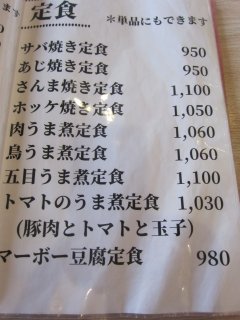 定食
＊単品にもできます
サバ焼き定食 950
あじ焼き定食 950
さんま焼き定食 1,100
ホッケ焼き定食 1,050
肉うま煮定食 1,060
鳥うま煮定食 1,060
五目うま煮定食 1,100
トマトのうま煮定食 1,030
(豚肉とトマトと玉子)
マーボー豆腐定食 980